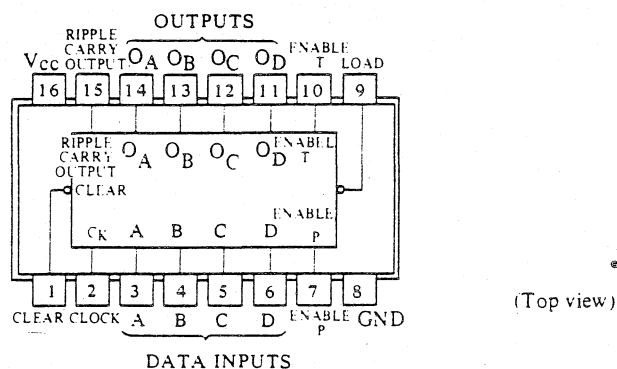 OUTPUTS
Vcc RIPPLE CARRY OUTPUT OA OB OC OD ENABLE T LOAD
16 15 14 13 12 11 10 9
RIPPLE CARRY OUTPUT OA OB OC OD ENABEL T
CLEAR
CK A B C D ENABLE P
1 2 3 4 5 6 7 8
CLEAR CLOCK A B C D ENABLE P GND
DATA INPUTS
(Top view)